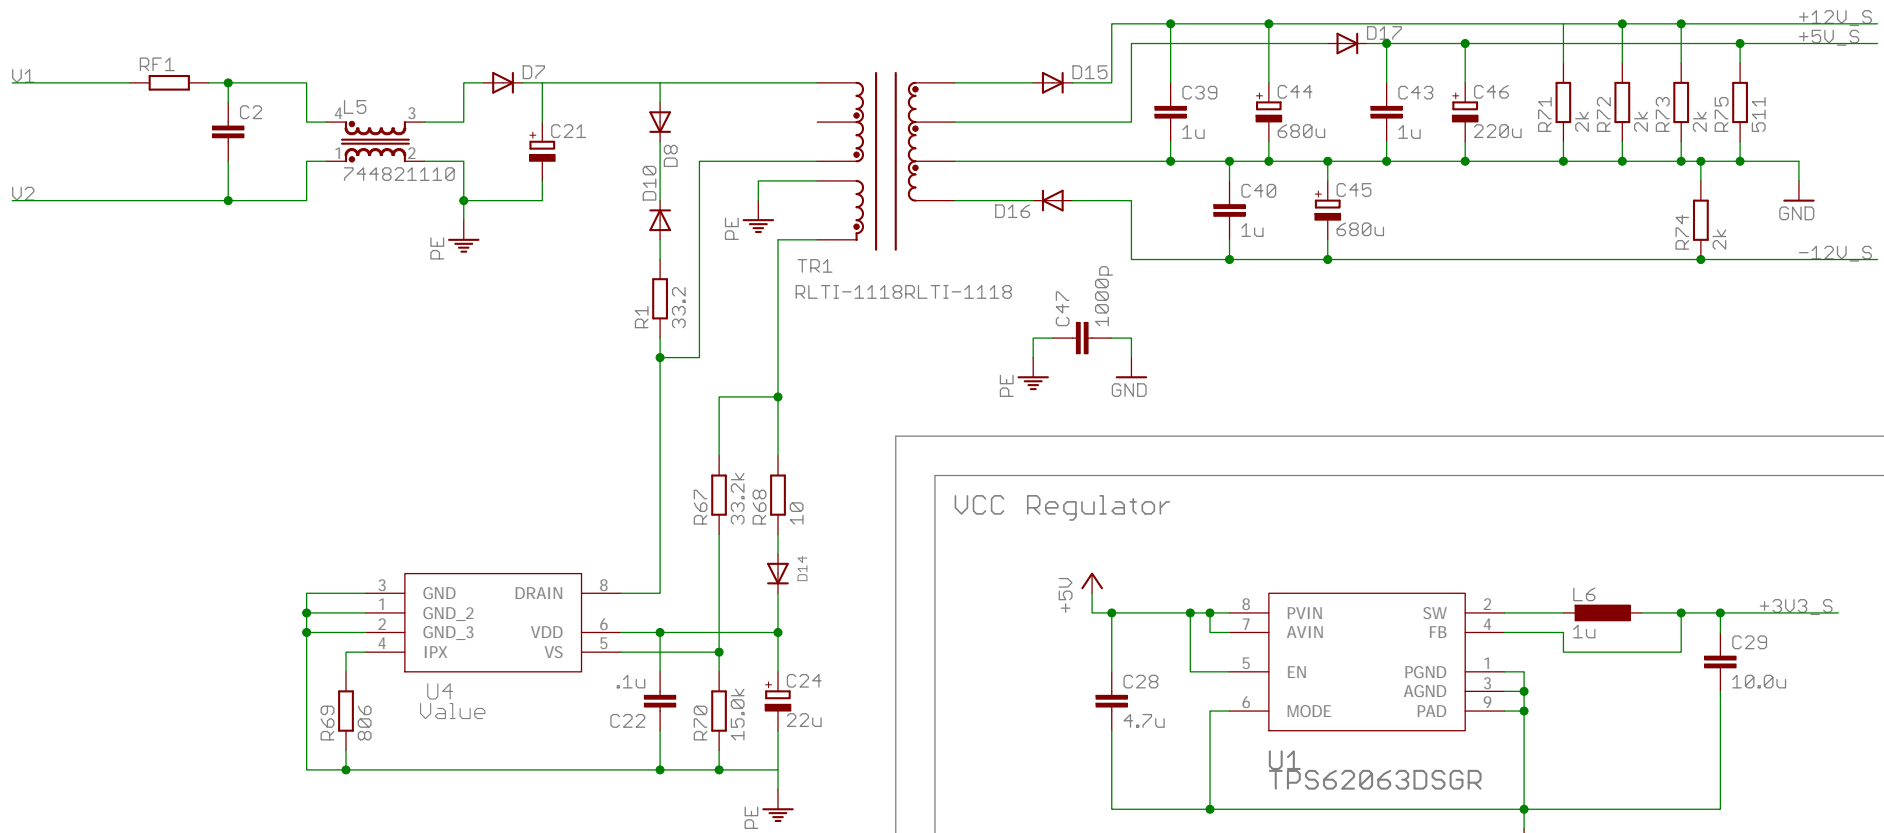 +12V_S
+5V_S
D17
V1
RF1
D7
D15
C2
4
L5
3
C21
C39
1u
+
C44
680u
C43
1u
+
C46
220u
R71
2k
R72
2k
R73
2k
R75
511
1
2
744821110
+
D8
D10
V2
PE
PE
D16
C40
1u
+
C45
680u
R74
2k
GND
-12V_S
TR1
RLTI-1118RLTI-1118
R1
33.2
C47
1000p
PE
GND
R67
33.2k
R68
10
VCC Regulator
D14
3
GND
DRAIN
8
1
GND_2
2
GND_3
VDD
6
4
IPX
VS
5
U4
Value
R69
806
.1u
C22
R70
15.0k
+
C24
22u
PE
+5V
8
PVIN
SW
2
7
AVIN
FB
4
5
EN
PGND
1
AGND
3
6
MODE
PAD
9
L6
1u
+3V3_S
C29
10.0u
C28
4.7u
U1
TPS62063DSGR